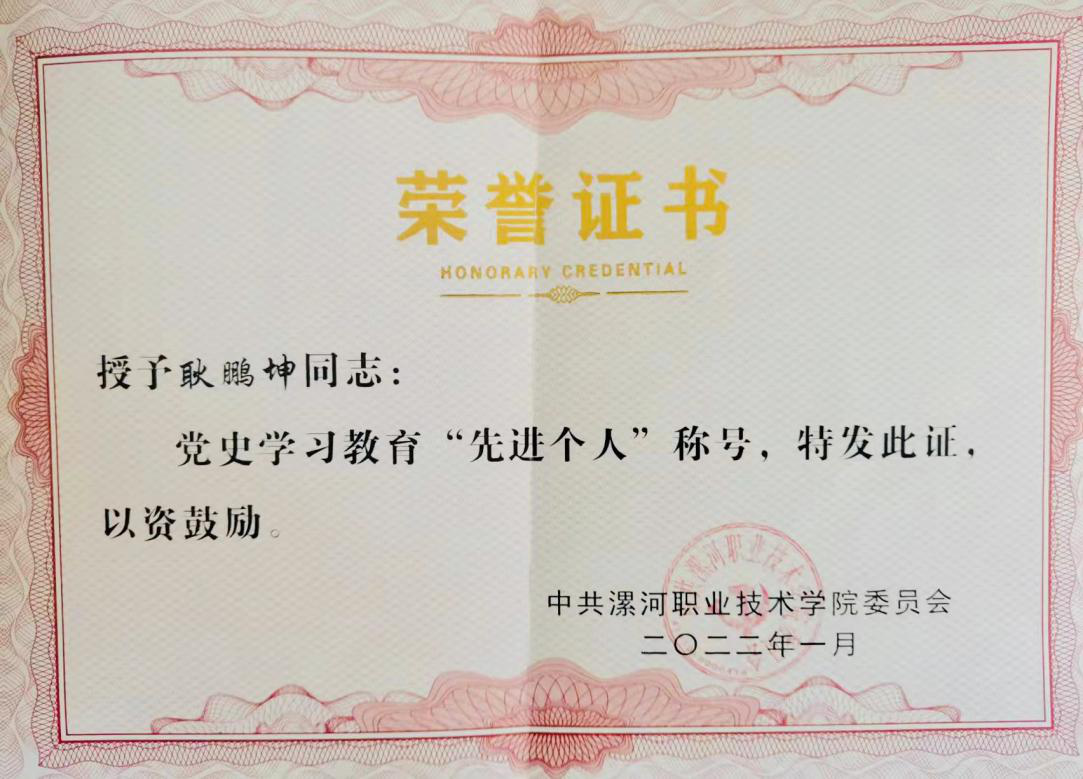 荣誉证书
HONORARY CREDENTIAL
授予耿鹏坤同志：
党史学习教育“先进个人”称号，特发此证，
以资鼓励。
中共漯河职业技术学院委员会
二〇二二年一月